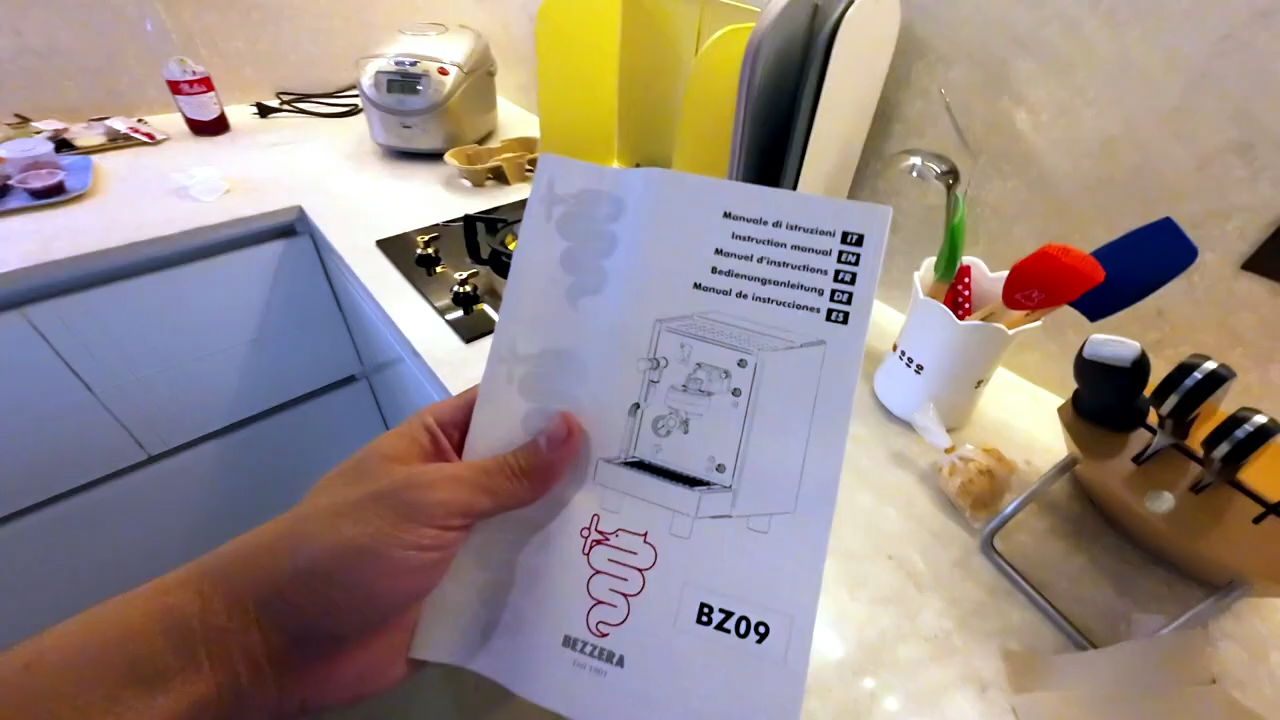 Manuale di istruzioni IT
Instruction manual EN
Manuel d'instructions FR
Bedienungsanleitung DE
Manual de instrucciones ES
BZ09
BEZZERA